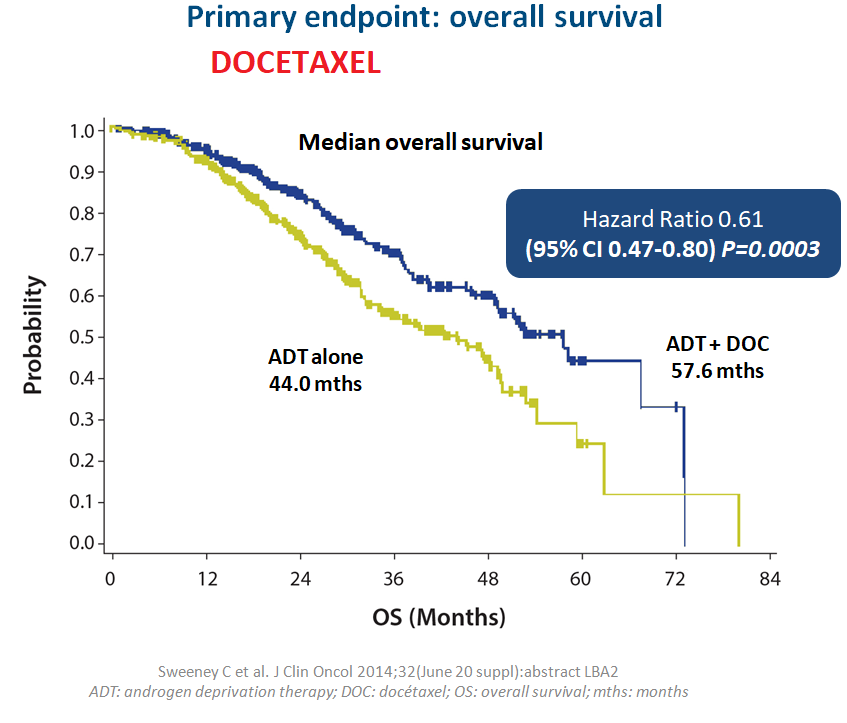 Primary endpoint: overall survival
DOCETAXEL
Median overall survival
Hazard Ratio 0.61
(95% CI 0.47-0.80) P=0.0003
ADT alone
44.0 mths
ADT + DOC
57.6 mths
Probability
1.0
0.9
0.8
0.7
0.6
0.5
0.4
0.3
0.2
0.1
0.0
0 12 24 36 48 60 72 84
OS (Months)
Sweeney C et al. J Clin Oncol 2014;32(June 20 suppl):abstract LBA2
ADT: androgen deprivation therapy; DOC: docétaxel; OS: overall survival; mths: months